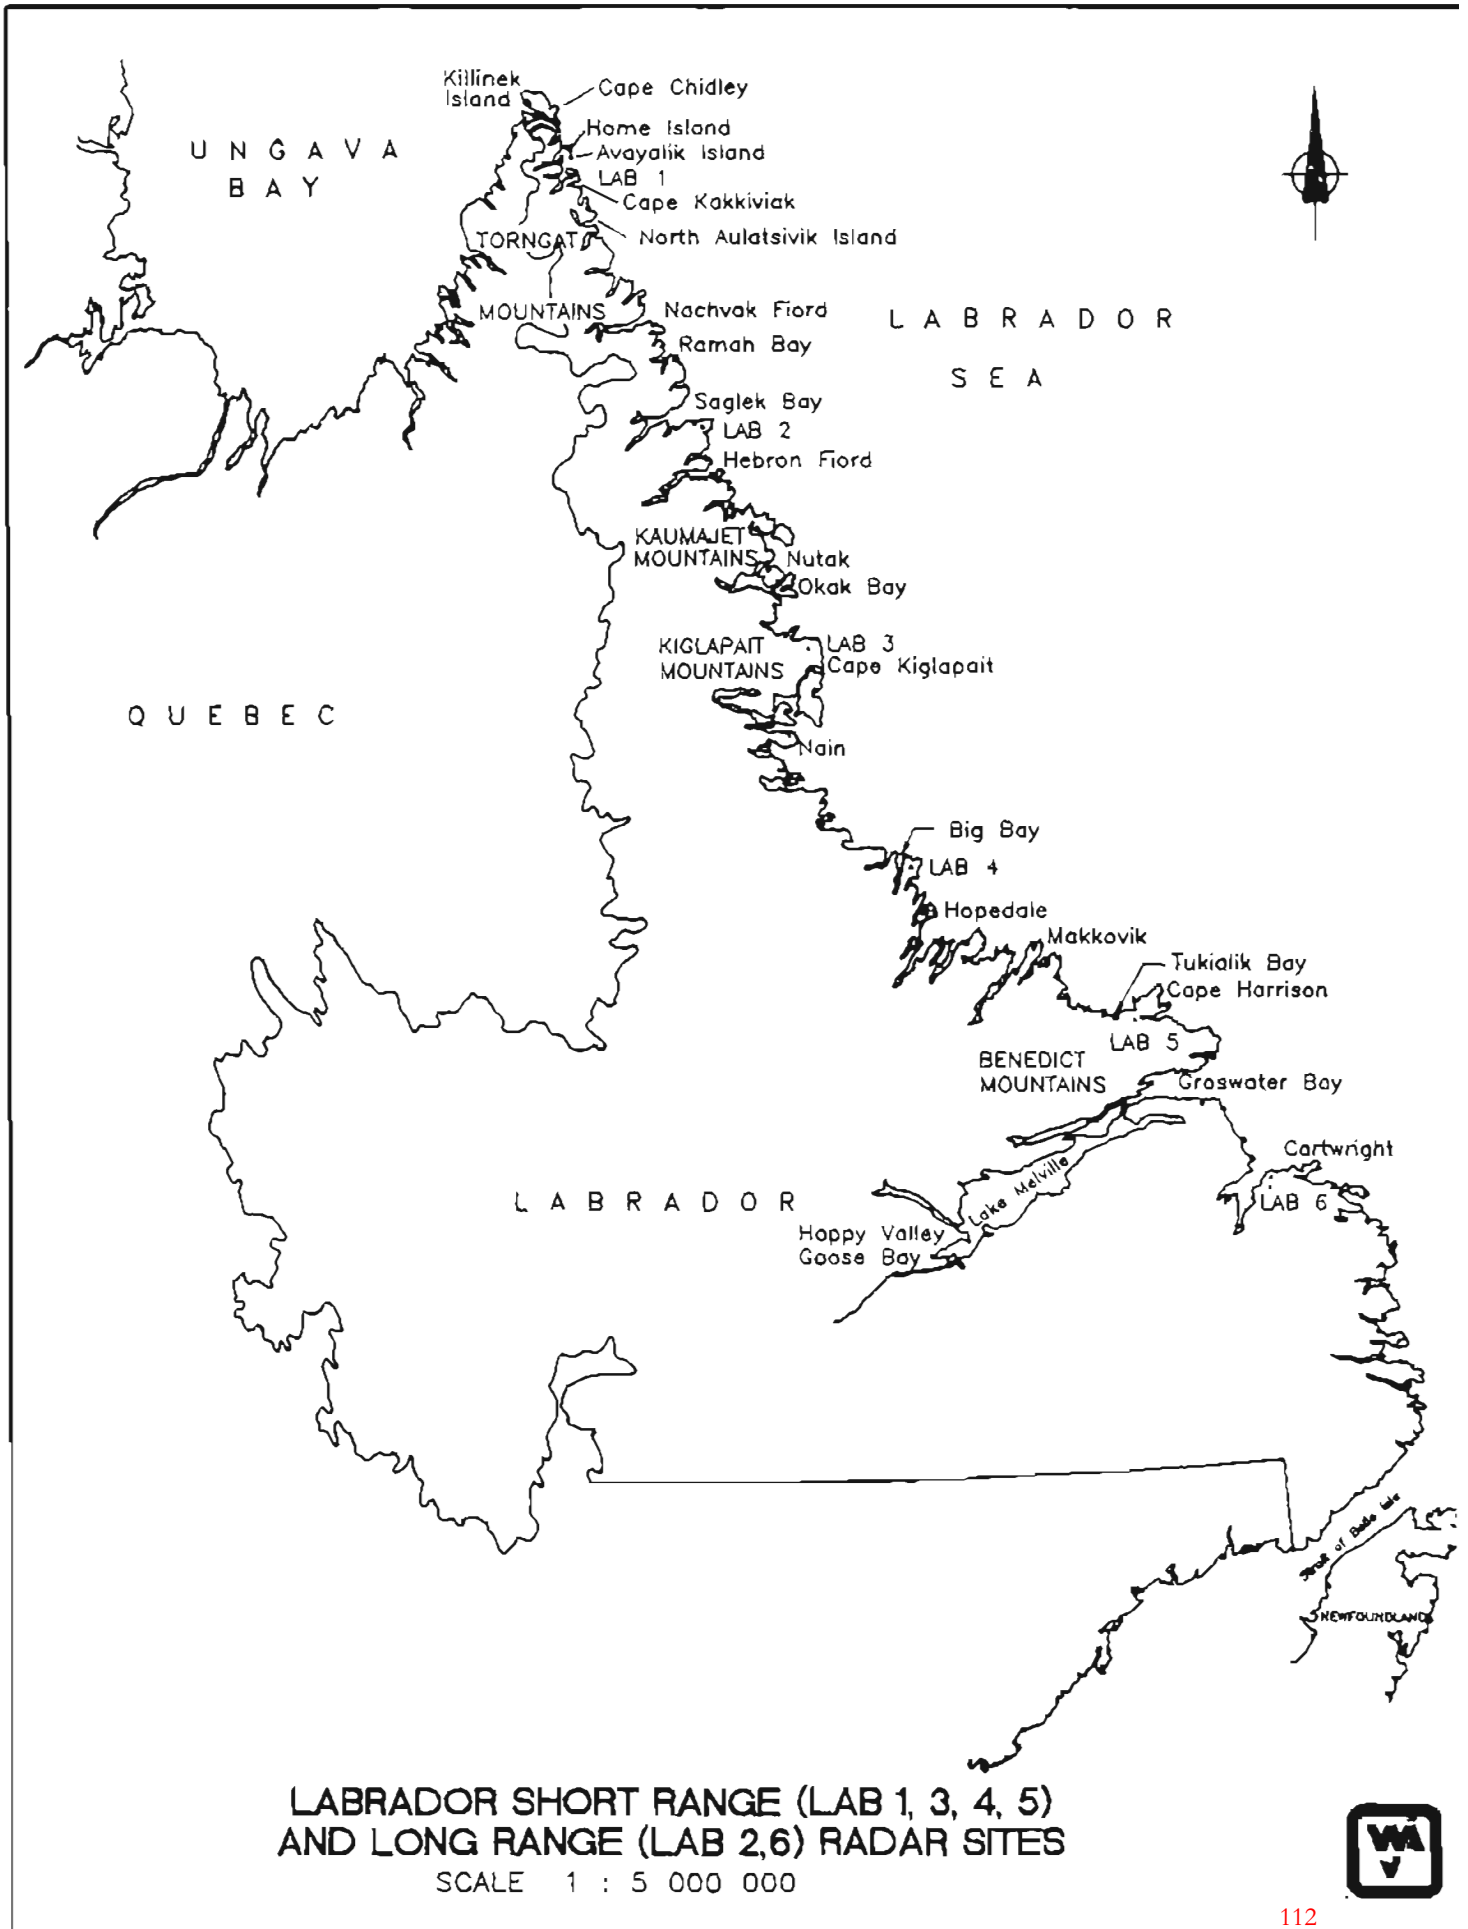 Killinek
Island
Cape Chidley
UNGAVA
BAY
Home Island
Avayalik Island
LAB 1
Cape Kakkiviak
North Aulatsivik Island
TORNGAT
MOUNTAINS
Nachvak Fiord
LABRADOR
SEA
Ramah Bay
Saglek Bay
LAB 2
Hebron Fiord
KAUMAJET
MOUNTAINS
Nutak
Okak Bay
KIGLAPAIT
MOUNTAINS
LAB 3
Cape Kiglapait
QUEBEC
Nain
Big Bay
LAB 4
Hopedale
Makkovik
Tukialik Bay
Cape Harrison
LAB 5
BENEDICT
MOUNTAINS
Groswater Bay
Cartwright
LAB 6
LABRADOR
Lake Melville
Happy Valley
Goose Bay
Strait of Belle Isle
NEWFOUNDLAND
LABRADOR SHORT RANGE (LAB 1, 3, 4, 5)
AND LONG RANGE (LAB 2,6) RADAR SITES
SCALE 1 : 5 000 000
112